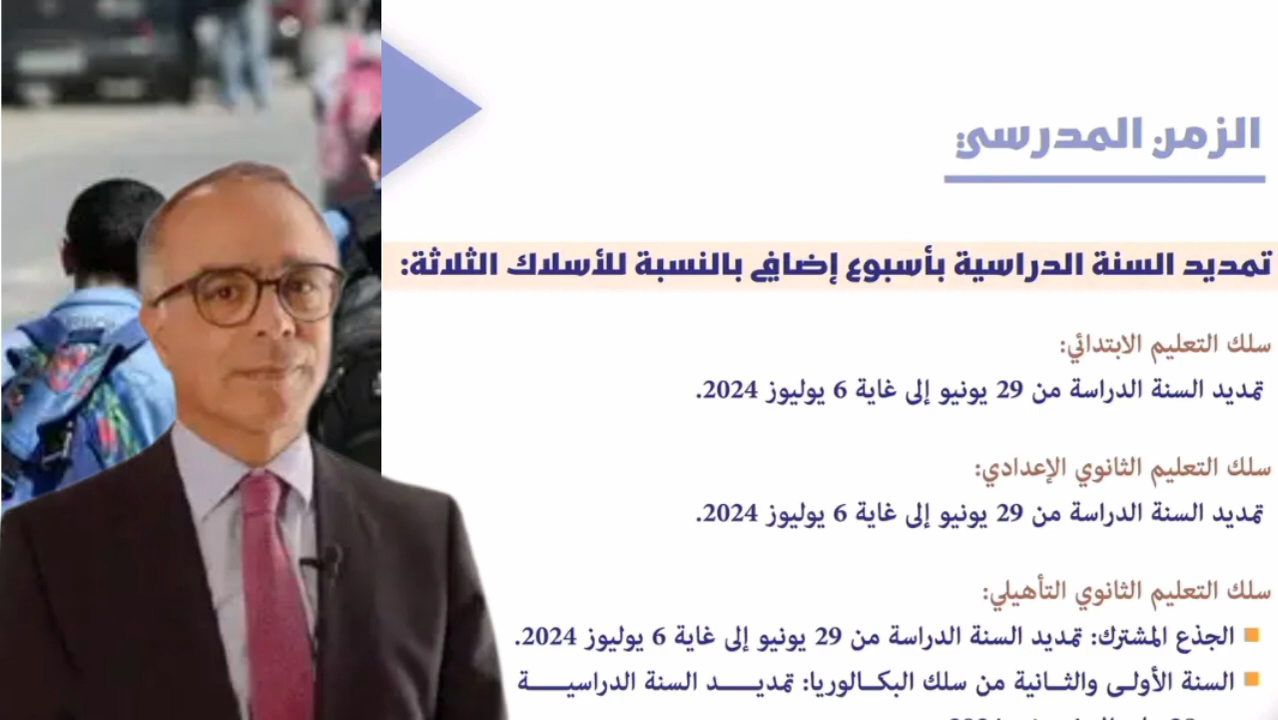 الزمن المدرسي:
تمديد السنة الدراسية بأسبوع إضافي بالنسبة للأسلاك الثلاثة:
سلك التعليم الابتدائي:
تمديد السنة الدراسة من 29 يونيو إلى غاية 6 يوليوز 2024.
سلك التعليم الثانوي الإعدادي:
تمديد السنة الدراسة من 29 يونيو إلى غاية 6 يوليوز 2024.
سلك التعليم الثانوي التأهيلي:
الجذع المشترك: تمديد السنة الدراسة من 29 يونيو إلى غاية 6 يوليوز 2024.
السنة الأولى والثانية من سلك البكالوريا: تمديد السنة الدراسية